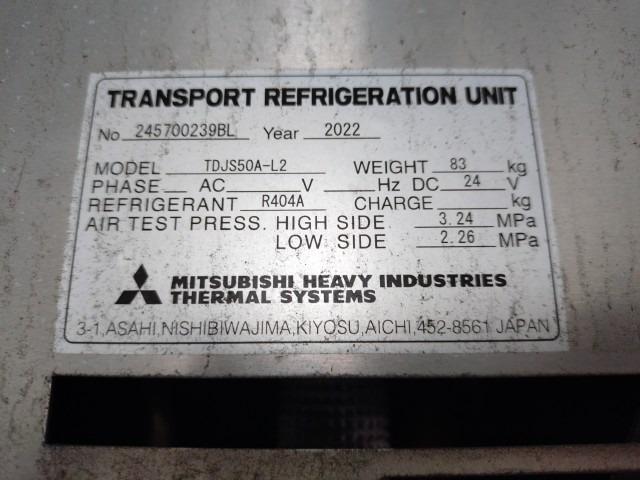 TRANSPORT REFRIGERATION UNIT
No 245700239BL Year 2022
MODEL TDJS50A-L2 WEIGHT 83 kg
PHASE AC V Hz DC 24 V
REFRIGERANT R404A CHARGE kg
AIR TEST PRESS. HIGH SIDE 3.24 MPa
LOW SIDE 2.26 MPa
MITSUBISHI HEAVY INDUSTRIES
THERMAL SYSTEMS
3-1,ASAHI,NISHIBIWAJIMA,KIYOSU,AICHI,452-8561,JAPAN